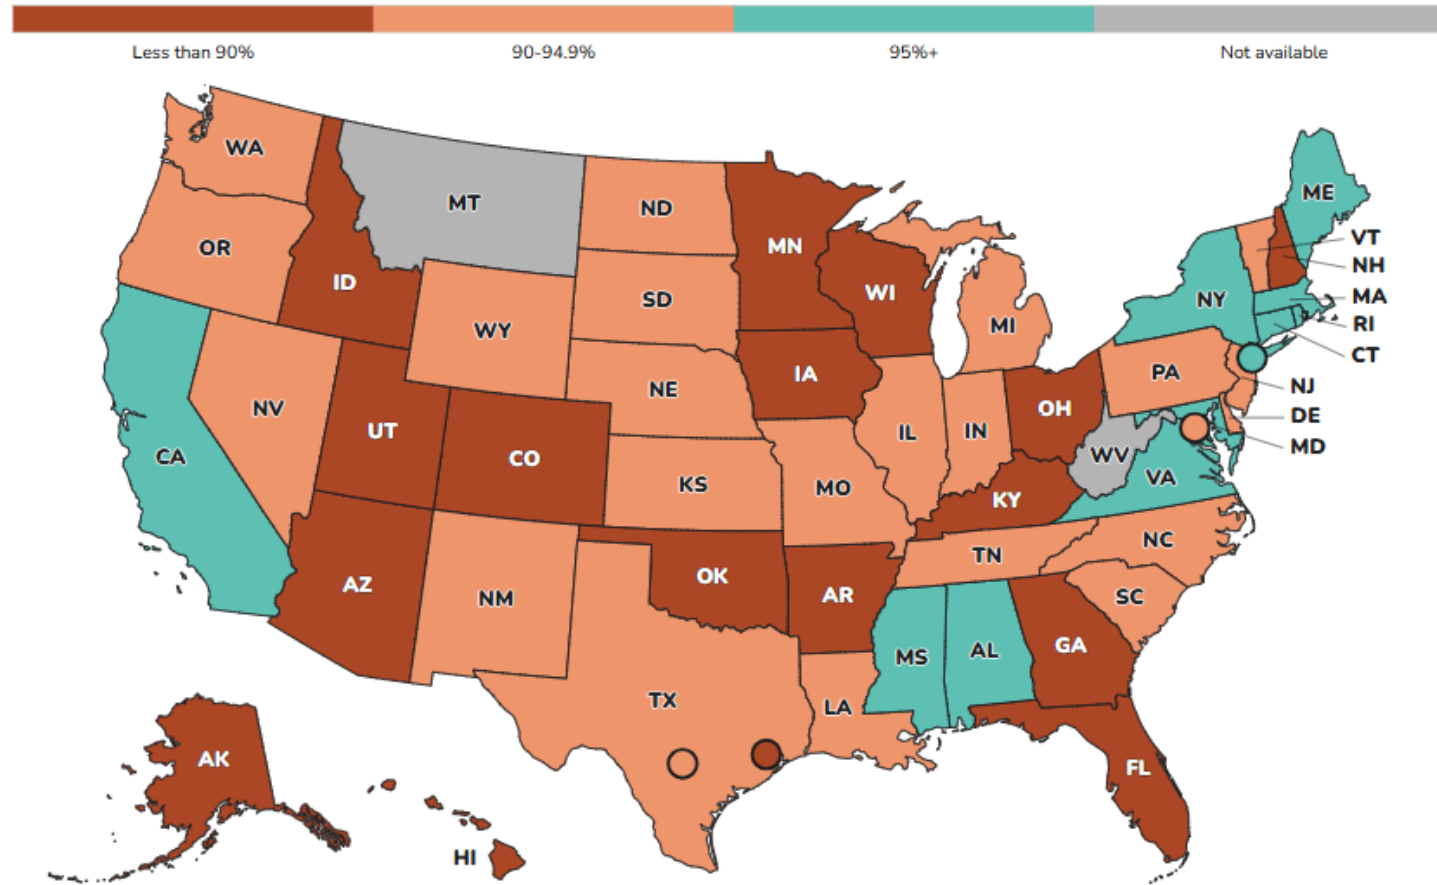 Less than 90% 90-94.9% 95%+ Not available
WA
ME
MT
ND
VT
OR
MN
NH
ID
WI
NY
MA
SD
RI
WY
MI
CT
IA
PA
NE
NJ
NV
OH
DE
UT
IL
IN
MD
CA
CO
WV
KS
MO
VA
KY
NC
TN
AZ
OK
NM
AR
SC
MS
AL
GA
TX
LA
AK
FL
HI